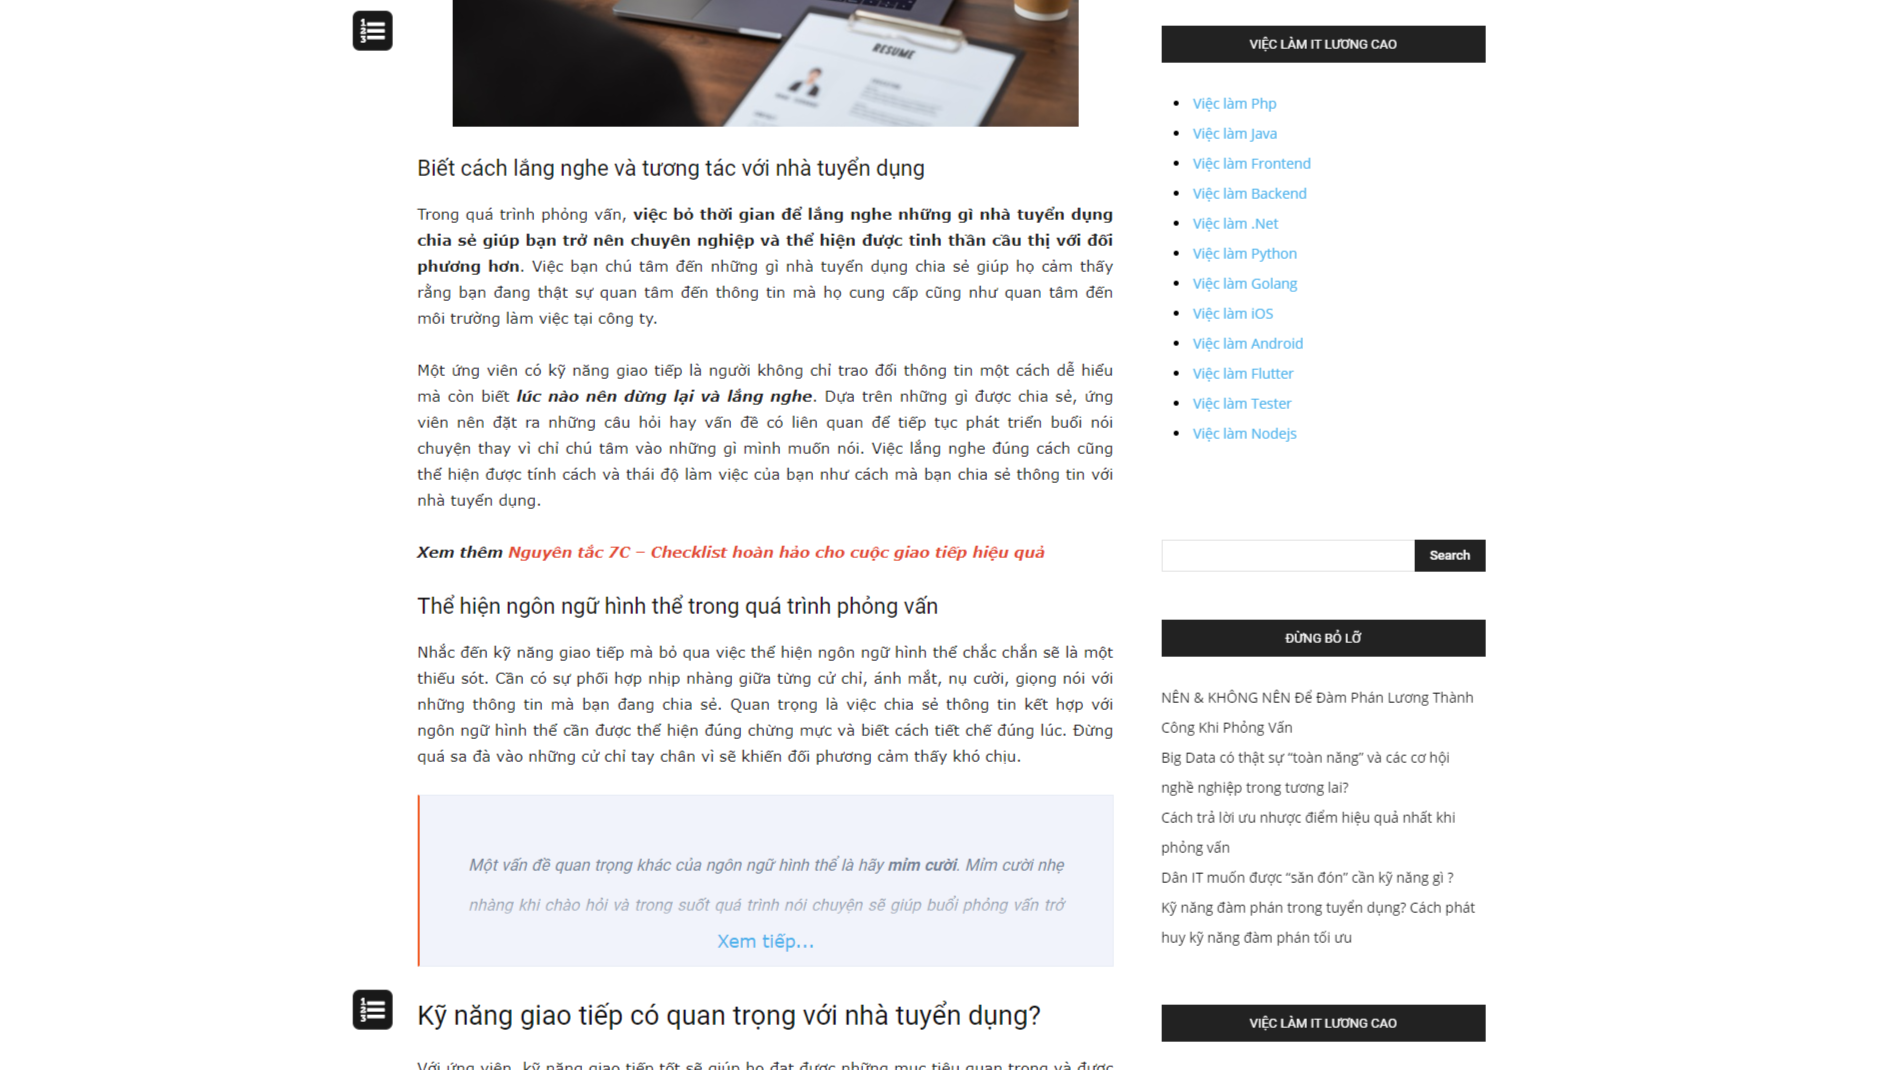 RESUME
Biết cách lắng nghe và tương tác với nhà tuyển dụng
Trong quá trình phỏng vấn, việc bỏ thời gian để lắng nghe những gì nhà tuyển dụng
chia sẻ giúp bạn trở nên chuyên nghiệp và thể hiện được tinh thần cầu thị với đối
phương hơn. Việc bạn chú tâm đến những gì nhà tuyển dụng chia sẻ giúp họ cảm thấy
rằng bạn đang thật sự quan tâm đến thông tin mà họ cung cấp cũng như quan tâm đến
môi trường làm việc tại công ty.
Một ứng viên có kỹ năng giao tiếp là người không chỉ trao đổi thông tin một cách dễ hiểu
mà còn biết lúc nào nên dừng lại và lắng nghe. Dựa trên những gì được chia sẻ, ứng
viên nên đặt ra những câu hỏi hay vấn đề có liên quan để tiếp tục phát triển buổi nói
chuyện thay vì chỉ chú tâm vào những gì mình muốn nói. Việc lắng nghe đúng cách cũng
thể hiện được tính cách và thái độ làm việc của bạn như cách mà bạn chia sẻ thông tin với
nhà tuyển dụng.
Xem thêm Nguyên tắc 7C – Checklist hoàn hảo cho cuộc giao tiếp hiệu quả
Thể hiện ngôn ngữ hình thể trong quá trình phỏng vấn
Nhắc đến kỹ năng giao tiếp mà bỏ qua việc thể hiện ngôn ngữ hình thể chắc chắn sẽ là một
thiếu sót. Cần có sự phối hợp nhịp nhàng giữa từng cử chỉ, ánh mắt, nụ cười, giọng nói với
những thông tin mà bạn đang chia sẻ. Quan trọng là việc chia sẻ thông tin kết hợp với
ngôn ngữ hình thể cần được thể hiện đúng chừng mực và biết cách tiết chế đúng lúc. Đừng
quá sa đà vào những cử chỉ tay chân vì sẽ khiến đối phương cảm thấy khó chịu.
Một vấn đề quan trọng khác của ngôn ngữ hình thể là hãy mỉm cười. Mỉm cười nhẹ
nhàng khi chào hỏi và trong suốt quá trình nói chuyện sẽ giúp buổi phỏng vấn trở
Xem tiếp...
Kỹ năng giao tiếp có quan trọng với nhà tuyển dụng?
Với ứng viên, kỹ năng giao tiếp tốt sẽ giúp họ đạt được những mục tiêu quan trọng và được
VIỆC LÀM IT LƯƠNG CAO
Việc làm Php
Việc làm Java
Việc làm Frontend
Việc làm Backend
Việc làm .Net
Việc làm Python
Việc làm Golang
Việc làm iOS
Việc làm Android
Việc làm Flutter
Việc làm Tester
Việc làm Nodejs
Search
ĐỪNG BỎ LỠ
NÊN & KHÔNG NÊN Để Đàm Phán Lương Thành
Công Khi Phỏng Vấn
Big Data có thật sự “toàn năng” và các cơ hội
nghề nghiệp trong tương lai?
Cách trả lời ưu nhược điểm hiệu quả nhất khi
phỏng vấn
Dân IT muốn được “săn đón” cần kỹ năng gì ?
Kỹ năng đàm phán trong tuyển dụng? Cách phát
huy kỹ năng đàm phán tối ưu
VIỆC LÀM IT LƯƠNG CAO